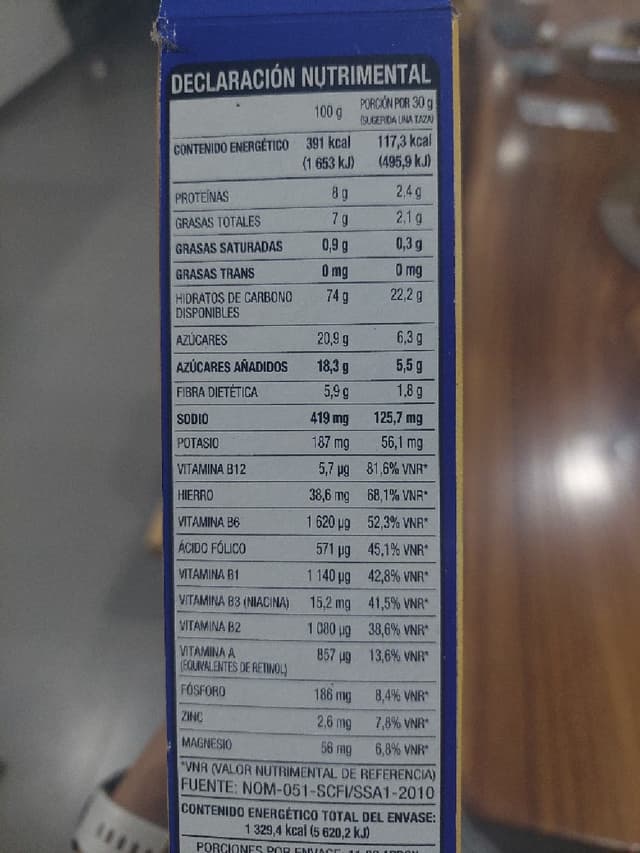 DECLARACIÓN NUTRIMENTAL
100 g PORCIÓN POR 30 g
(SUGERIDA UNA TAZA)
CONTENIDO ENERGÉTICO 391 kcal 117,3 kcal
(1 653 kJ) (495,9 kJ)
PROTEÍNAS 8 g 2,4 g
GRASAS TOTALES 7 g 2,1 g
GRASAS SATURADAS 0,9 g 0,3 g
GRASAS TRANS 0 mg 0 mg
HIDRATOS DE CARBONO 74 g 22,2 g
DISPONIBLES
AZÚCARES 20,9 g 6,3 g
AZÚCARES AÑADIDOS 18,3 g 5,5 g
FIBRA DIETÉTICA 5,9 g 1,8 g
SODIO 419 mg 125,7 mg
POTASIO 187 mg 56,1 mg
VITAMINA B12 5,7 µg 81,6% VNR*
HIERRO 38,6 mg 68,1% VNR*
VITAMINA B6 1 620 µg 52,3% VNR*
ÁCIDO FÓLICO 571 µg 45,1% VNR*
VITAMINA B1 1 140 µg 42,8% VNR*
VITAMINA B3 (NIACINA) 15,2 mg 41,5% VNR*
VITAMINA B2 1 080 µg 38,6% VNR*
VITAMINA A 857 µg 13,6% VNR*
(EQUIVALENTES DE RETINOL)
FÓSFORO 186 mg 8,4% VNR*
ZINC 2,6 mg 7,8% VNR*
MAGNESIO 56 mg 6,8% VNR*
*VNR (VALOR NUTRIMENTAL DE REFERENCIA)
FUENTE: NOM-051-SCFI/SSA1-2010
CONTENIDO ENERGÉTICO TOTAL DEL ENVASE:
1 329,4 kcal (5 620,2 kJ)
PORCIONES POR ENVASE